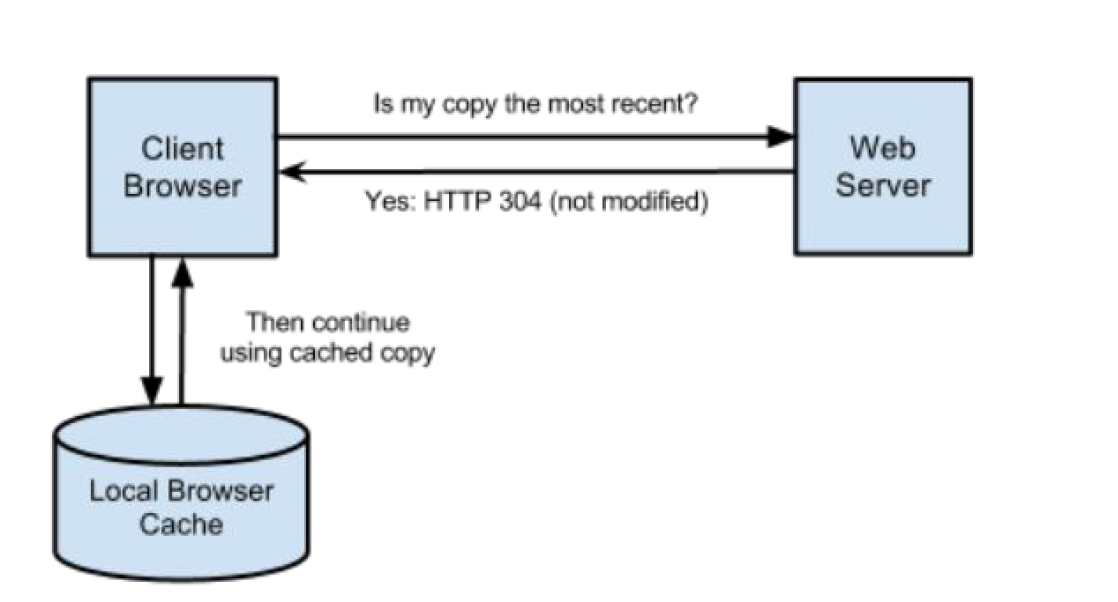 Is my copy the most recent?
Client
Browser
Web
Server
Yes: HTTP 304 (not modified)
Then continue
using cached copy
Local Browser
Cache